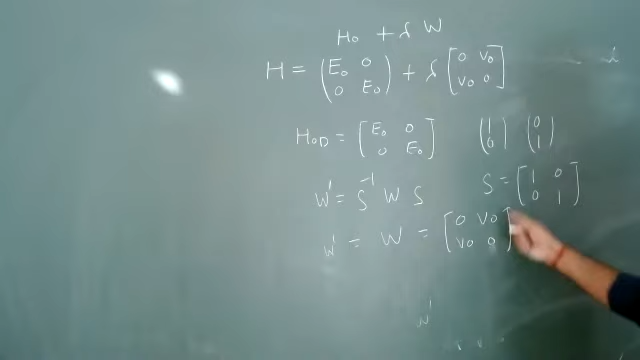 H₀ + λ W
H = (E₀ 0 0 E₀) + λ [0 V₀ V₀ 0]
H₀D = [E₀ 0 0 E₀] (1 0) (0 1)
W' = S⁻¹ W S S = [1 0 0 1]
W' = W = [0 V₀ V₀ 0]
W'